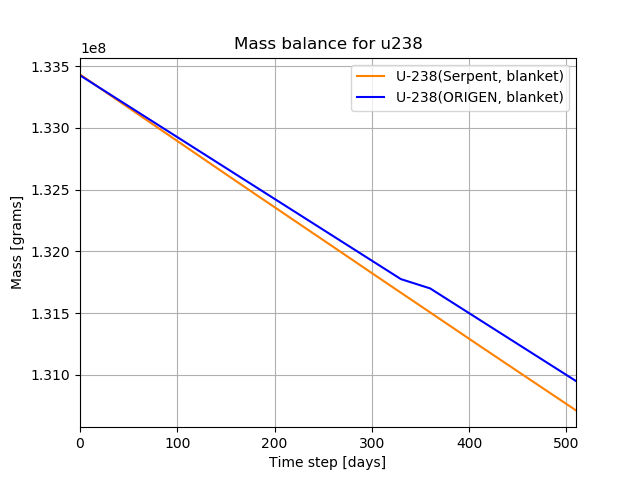 Mass balance for u238
1e8
U-238(Serpent, blanket)
U-238(ORIGEN, blanket)
1.335
1.330
1.325
1.320
1.315
1.310
Mass [grams]
0 100 200 300 400 500
Time step [days]